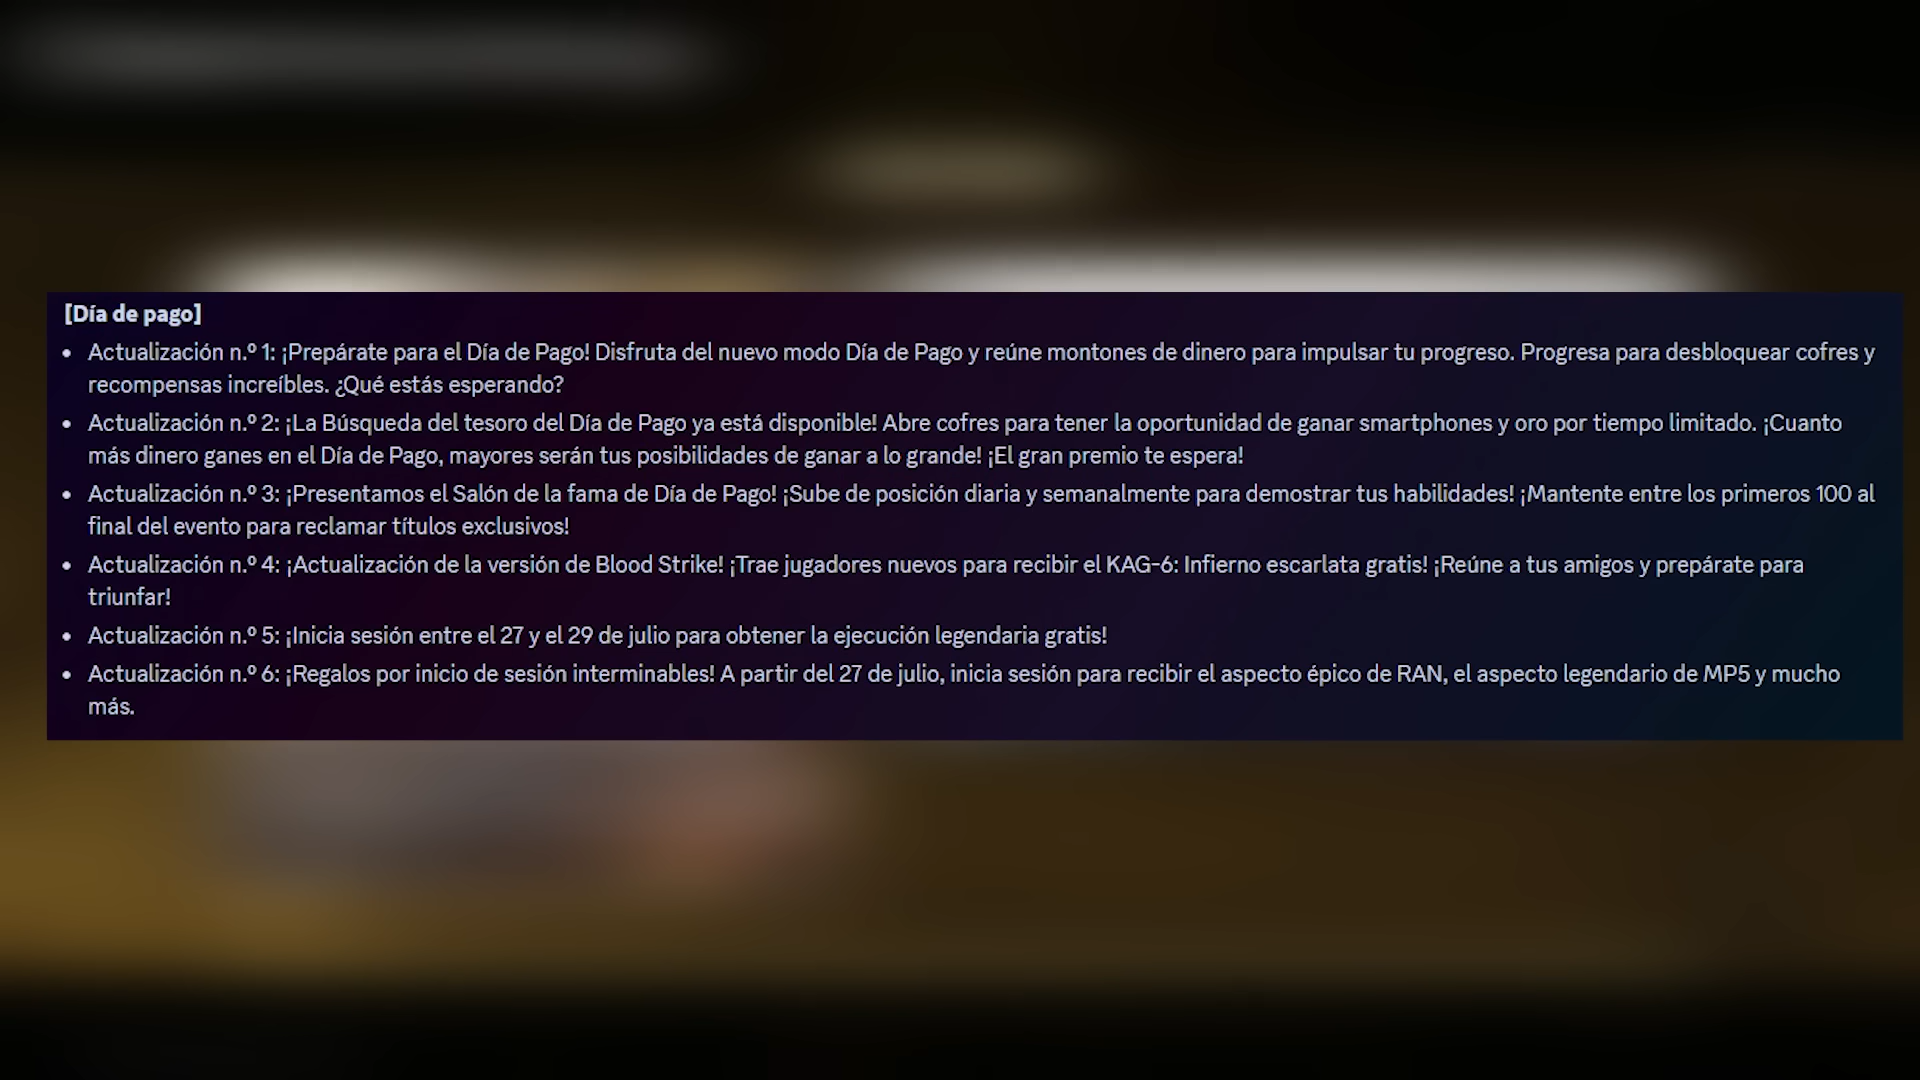 [Día de pago]
• Actualización n.º 1: ¡Prepárate para el Día de Pago! Disfruta del nuevo modo Día de Pago y reúne montones de dinero para impulsar tu progreso. Progresa para desbloquear cofres y
recompensas increíbles. ¿Qué estás esperando?
• Actualización n.º 2: ¡La Búsqueda del tesoro del Día de Pago ya está disponible! Abre cofres para tener la oportunidad de ganar smartphones y oro por tiempo limitado. ¡Cuanto
más dinero ganes en el Día de Pago, mayores serán tus posibilidades de ganar a lo grande! ¡El gran premio te espera!
• Actualización n.º 3: ¡Presentamos el Salón de la fama de Día de Pago! ¡Sube de posición diaria y semanalmente para demostrar tus habilidades! ¡Mantente entre los primeros 100 al
final del evento para reclamar títulos exclusivos!
• Actualización n.º 4: ¡Actualización de la versión de Blood Strike! ¡Trae jugadores nuevos para recibir el KAG-6: Infierno escarlata gratis! ¡Reúne a tus amigos y prepárate para
triunfar!
• Actualización n.º 5: ¡Inicia sesión entre el 27 y el 29 de julio para obtener la ejecución legendaria gratis!
• Actualización n.º 6: ¡Regalos por inicio de sesión interminables! A partir del 27 de julio, inicia sesión para recibir el aspecto épico de RAN, el aspecto legendario de MP5 y mucho
más.